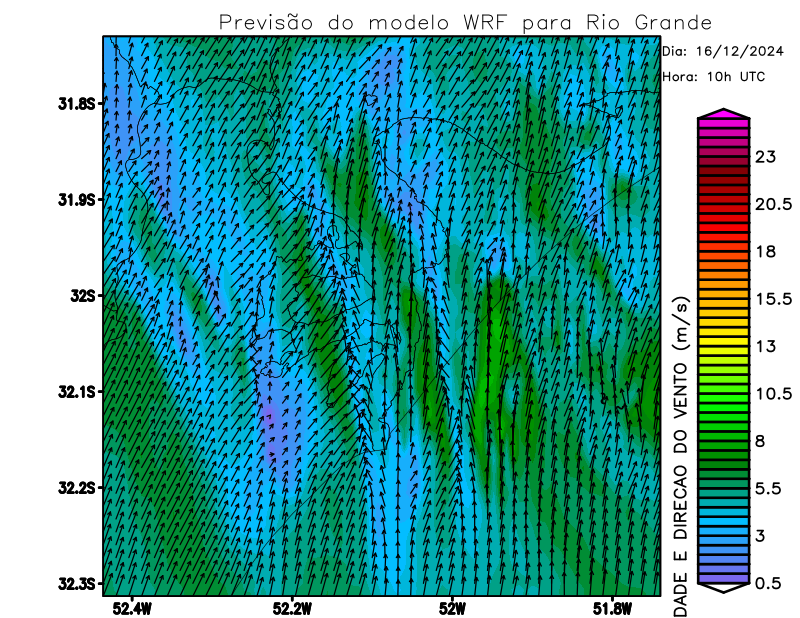 Previsão do modelo WRF para Rio Grande
Dia: 16/12/2024
Hora: 10h UTC
31.8S
31.9S
32S
32.1S
32.2S
32.3S
52.4W
52.2W
52W
51.8W
23
20.5
18
15.5
13
10.5
8
5.5
3
0.5
DADE E DIRECAO DO VENTO (m/s)